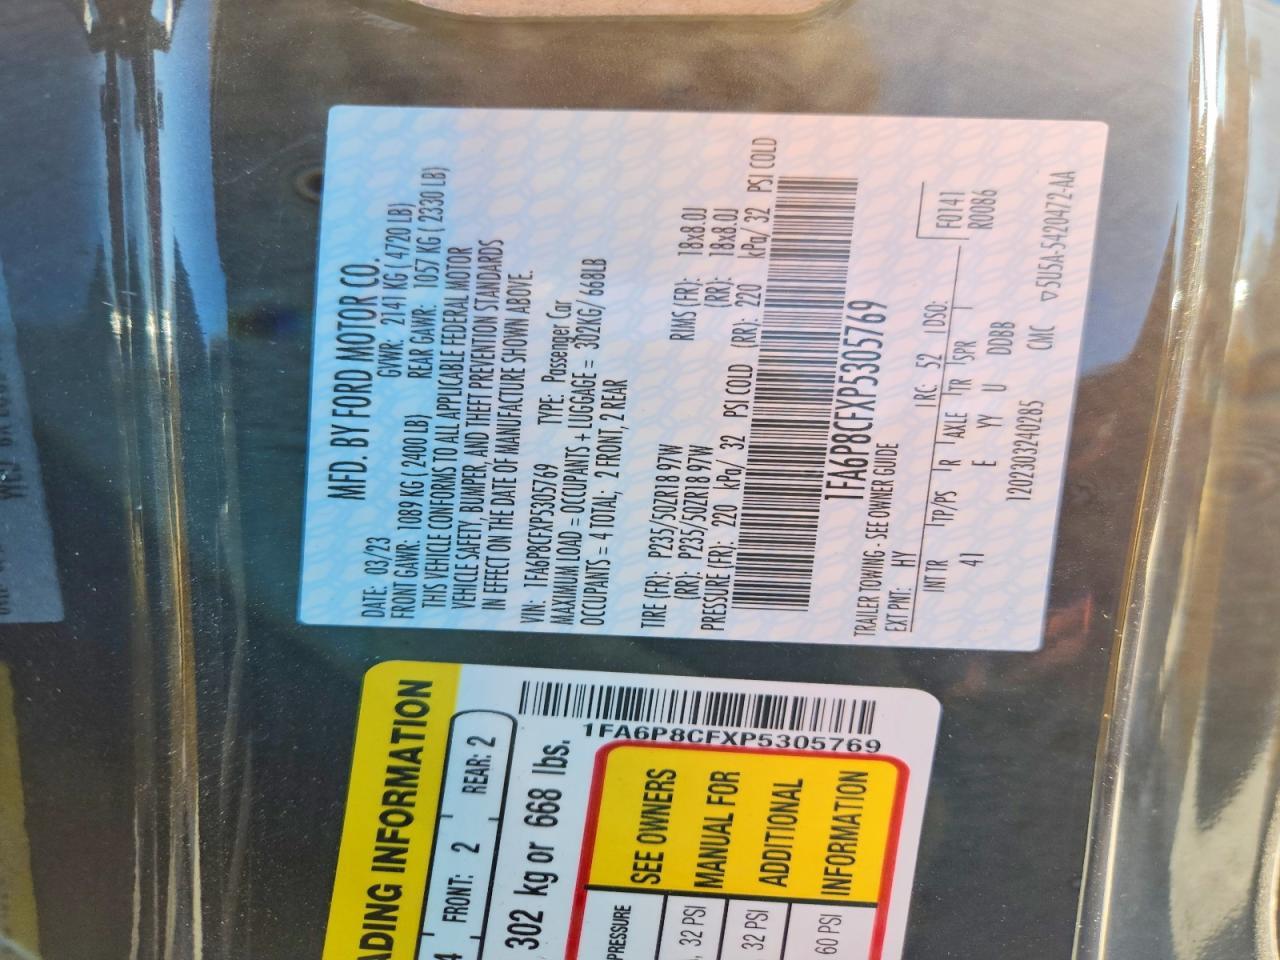 MFD. BY FORD MOTOR CO.
DATE: 03/23 GVWR: 2141 KG ( 4720 LB)
FRONT GAWR: 1089 KG ( 2400 LB) REAR GAWR: 1057 KG ( 2330 LB)
THIS VEHICLE CONFORMS TO ALL APPLICABLE FEDERAL MOTOR
VEHICLE SAFETY, BUMPER, AND THEFT PREVENTION STANDARDS
IN EFFECT ON THE DATE OF MANUFACTURE SHOWN ABOVE.
VIN: 1FA6P8CFXP5305769 TYPE: Passenger Car
MAXIMUM LOAD = OCCUPANTS + LUGGAGE = 302KG/ 668LB
OCCUPANTS = 4 TOTAL; 2 FRONT, 2 REAR
TIRE (FR): P235/50ZR18 97W RIMS (FR): 18x8.0J
(RR): P235/50ZR18 97W (RR): 18x8.0J
PRESSURE (FR): 220 kPa/ 32 PSI COLD (RR): 220 kPa/ 32 PSI COLD
1FA6P8CFXP5305769
TRAILER TOWING - SEE OWNER GUIDE
EXT PNT: HY RC: 52 DSO: F0141
INT TR TP/PS R AXLE TR SPR R0086
41 E YY U DDBB
1202303240285 CMC ▽5U5A-5420472-AA
ADING INFORMATION
4 FRONT: 2 REAR: 2
302 kg or 668 lbs.
1FA6P8CFXP5305769
PRESSURE
32 PSI
32 PSI
60 PSI
SEE OWNERS
MANUAL FOR
ADDITIONAL
INFORMATION